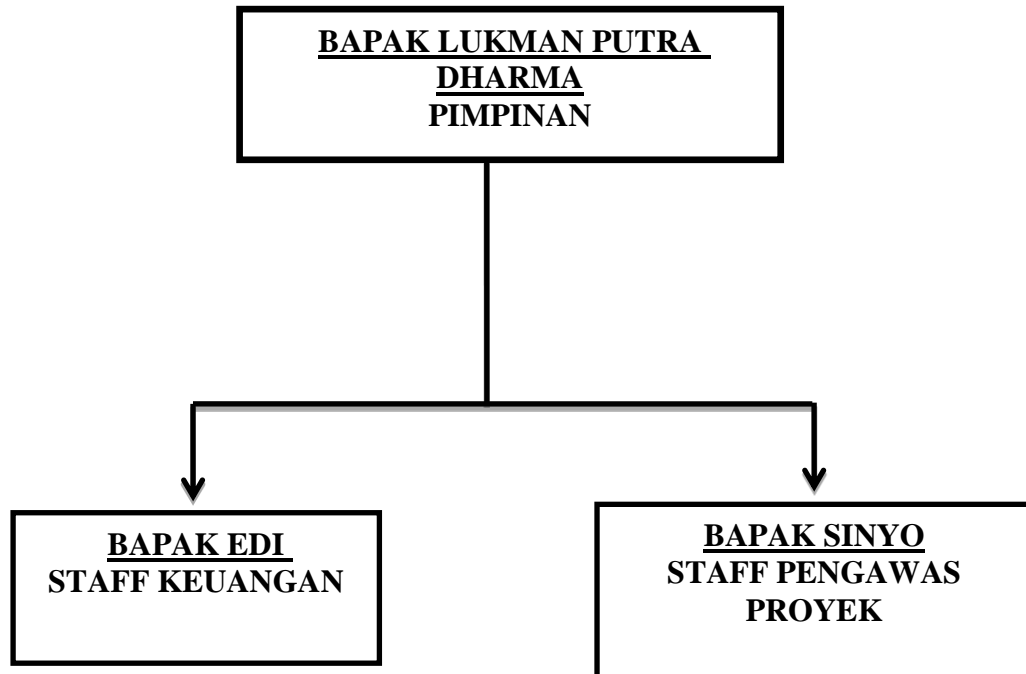 BAPAK LUKMAN PUTRA
DHARMA
PIMPINAN
BAPAK EDI
STAFF KEUANGAN
BAPAK SINYO
STAFF PENGAWAS
PROYEK